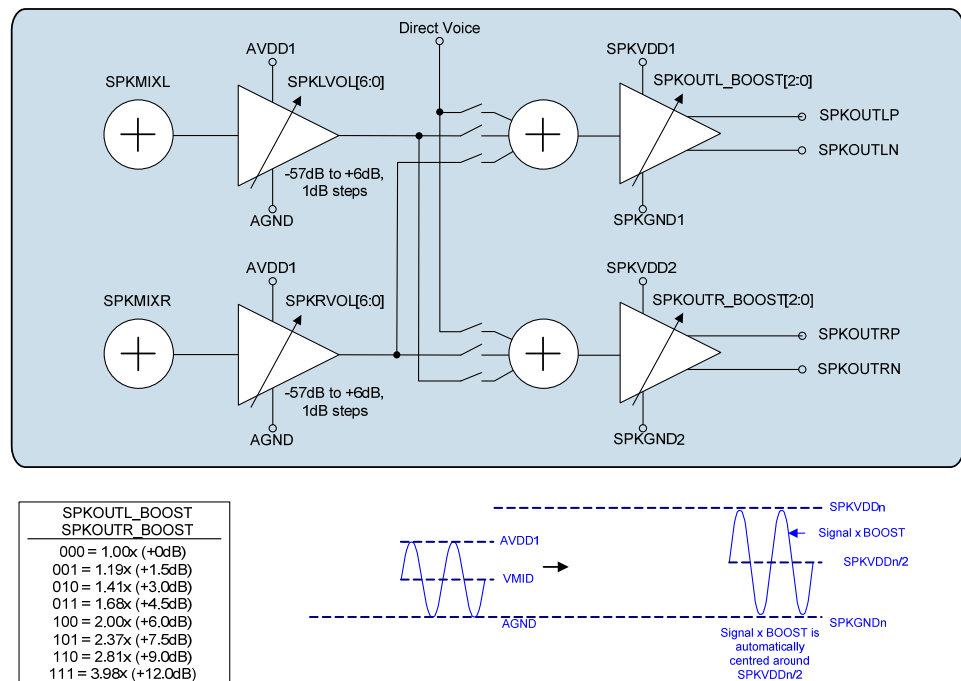 Direct Voice
AVDD1
SPKVDD1
SPKMIXL
SPKLVOL[6:0]
SPKOUTL_BOOST[2:0]
SPKOUTLP
SPKOUTLN
-57dB to +6dB,
1dB steps
AGND
SPKGND1
AVDD1
SPKVDD2
SPKMIXR
SPKRVOL[6:0]
SPKOUTR_BOOST[2:0]
SPKOUTRP
SPKOUTRN
-57dB to +6dB,
1dB steps
AGND
SPKGND2
SPKOUTL_BOOST
SPKOUTR_BOOST
000 = 1.00x (+0dB)
001 = 1.19x (+1.5dB)
010 = 1.41x (+3.0dB)
011 = 1.68x (+4.5dB)
100 = 2.00x (+6.0dB)
101 = 2.37x (+7.5dB)
110 = 2.81x (+9.0dB)
111 = 3.98x (+12.0dB)
AVDD1
VMID
AGND
SPKVDDn
Signal x BOOST
SPKVDDn/2
SPKGNDn
Signal x BOOST is
automatically
centred around
SPKVDDn/2